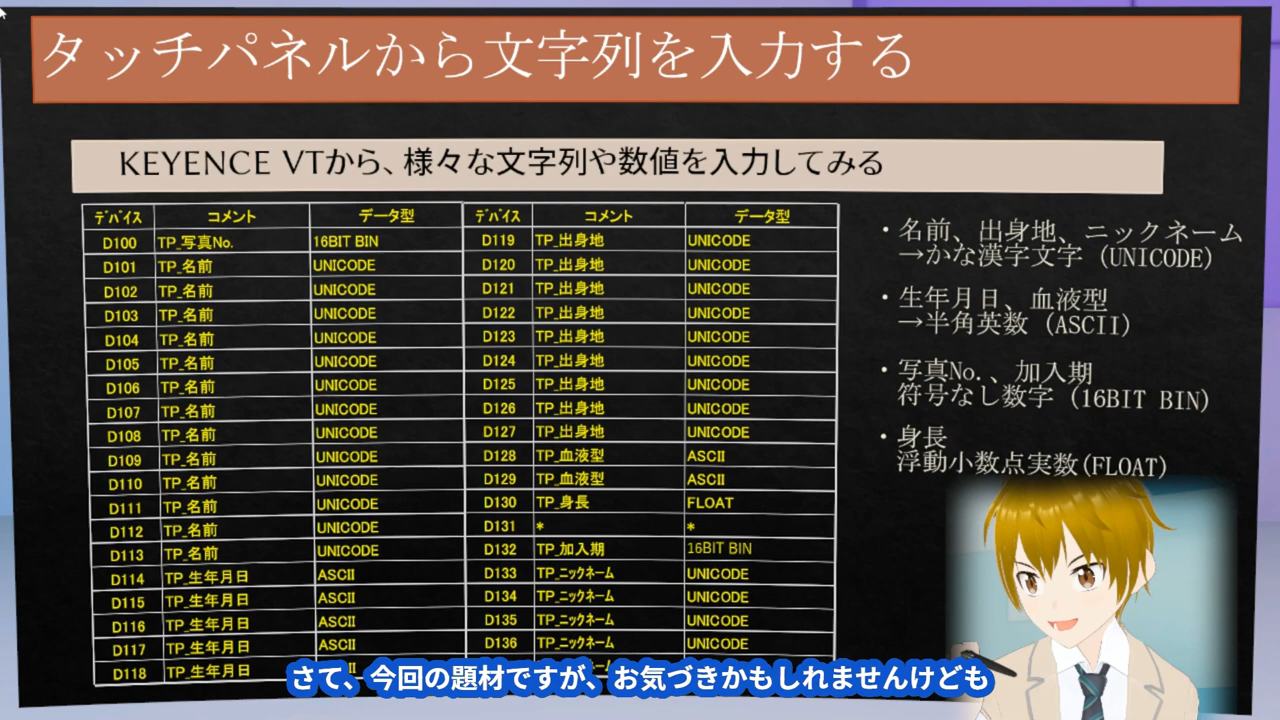 タッチパネルから文字列を入力する
KEYENCE VTから、様々な文字列や数値を入力してみる
ﾃﾞﾊﾞｲｽ コメント データ型 ﾃﾞﾊﾞｲｽ コメント データ型
D100 TP_写真No. 16BIT BIN D119 TP_出身地 UNICODE
D101 TP_名前 UNICODE D120 TP_出身地 UNICODE
D102 TP_名前 UNICODE D121 TP_出身地 UNICODE
D103 TP_名前 UNICODE D122 TP_出身地 UNICODE
D104 TP_名前 UNICODE D123 TP_出身地 UNICODE
D105 TP_名前 UNICODE D124 TP_出身地 UNICODE
D106 TP_名前 UNICODE D125 TP_出身地 UNICODE
D107 TP_名前 UNICODE D126 TP_出身地 UNICODE
D108 TP_名前 UNICODE D127 TP_出身地 UNICODE
D109 TP_名前 UNICODE D128 TP_血液型 ASCII
D110 TP_名前 UNICODE D129 TP_血液型 ASCII
D111 TP_名前 UNICODE D130 TP_身長 FLOAT
D112 TP_名前 UNICODE D131 * *
D113 TP_名前 UNICODE D132 TP_加入期 16BIT BIN
D114 TP_生年月日 ASCII D133 TP_ﾆｯｸﾈｰﾑ UNICODE
D115 TP_生年月日 ASCII D134 TP_ﾆｯｸﾈｰﾑ UNICODE
D116 TP_生年月日 ASCII D135 TP_ﾆｯｸﾈｰﾑ UNICODE
D117 TP_生年月日 ASCII D136 TP_ﾆｯｸﾈｰﾑ UNICODE
D118 TP_生年月日
・名前、出身地、ニックネーム
→かな漢字文字 (UNICODE)
・生年月日、血液型
→半角英数 (ASCII)
・写真No.、加入期
符号なし数字 (16BIT BIN)
・身長
浮動小数点実数(FLOAT)
さて、今回の題材ですが、お気づきかもしれませんけども